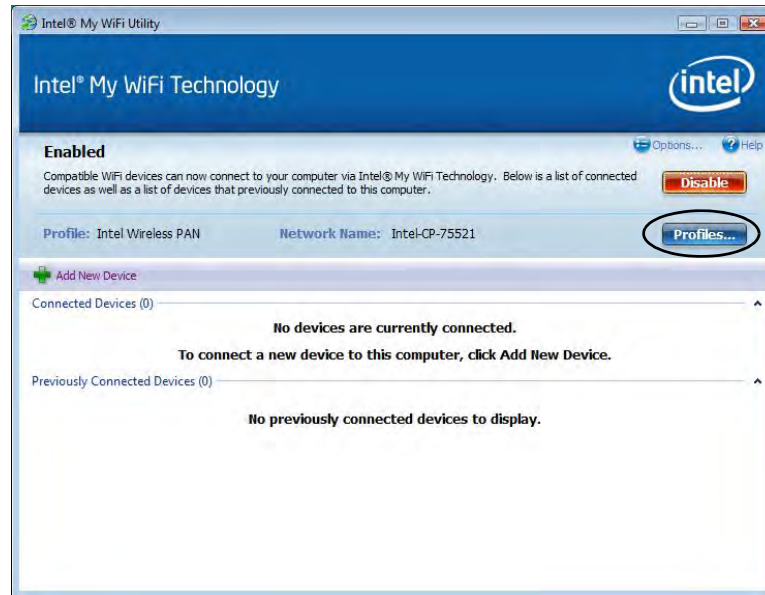 Intel® My WiFi Utility
Intel® My WiFi Technology
intel
Enabled
Options...
Help
Compatible WiFi devices can now connect to your computer via Intel® My WiFi Technology. Below is a list of connected
devices as well as a list of devices that previously connected to this computer.
Disable
Profile: Intel Wireless PAN
Network Name: Intel-CP-75521
Profiles...
Add New Device
Connected Devices (0)
No devices are currently connected.
To connect a new device to this computer, click Add New Device.
Previously Connected Devices (0)
No previously connected devices to display.